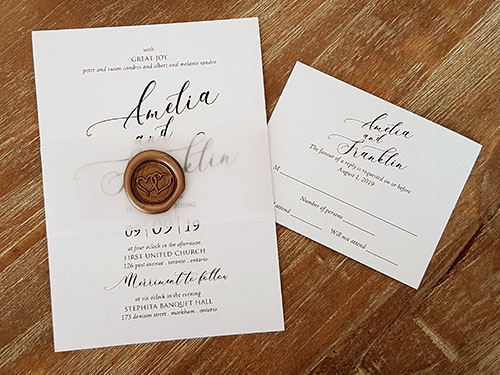 with
GREAT JOY
peter and susan candres and albert and melanie sandro
Amelia
and
Franklin
09 | 09 | 19
at four o'clock in the afternoon
FIRST UNITED CHURCH
126 post avenue . toronto . ontario
Merriment to follow
at six o'clock in the evening
STEPHITA BANQUET HALL
173 denison street . markham . ontario
Amelia
and
Franklin
The favour of a reply is requested on or before
August 1, 2019
M
Number of persons
attend
Will not attend